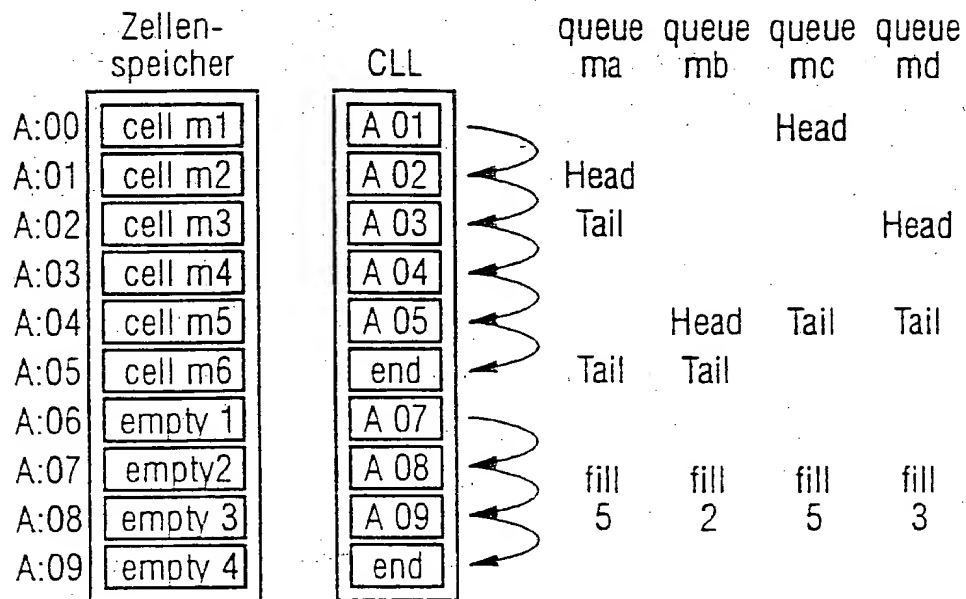 Zellen-
speicher
CLL
queue queue queue queue
ma mb mc md
A:00 cell m1 A 01 Head
A:01 cell m2 A 02 Head
A:02 cell m3 A 03 Tail Head
A:03 cell m4 A 04
A:04 cell m5 A 05 Head Tail Tail
A:05 cell m6 end Tail Tail
A:06 empty 1 A 07
A:07 empty2 A 08
fill fill fill fill
A:08 empty 3 A 09 5 2 5 3
A:09 empty 4 end